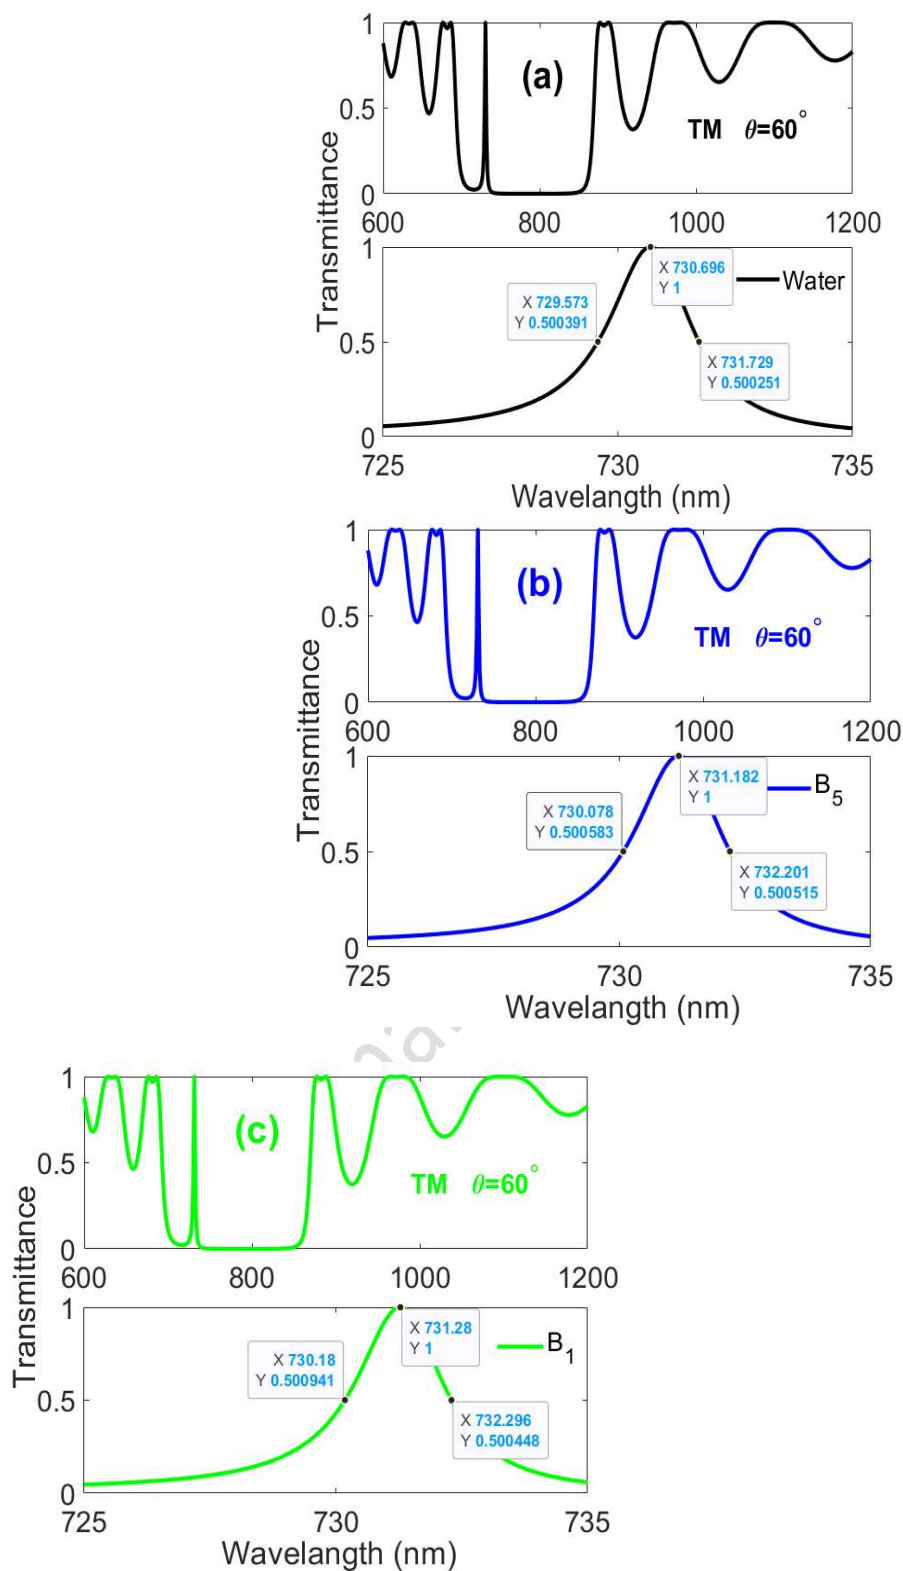 1
(a)
0.5
TM θ=60°
0
600 800 1000 1200
Transmittance
1
X 730.696
Y 1
Water
X 729.573
Y 0.500391
0.5
X 731.729
Y 0.500251
0
725 730 735
Wavelangth (nm)
1
(b)
0.5
TM θ=60°
0
600 800 1000 1200
Transmittance
1
X 731.182
Y 1
B5
X 730.078
Y 0.500583
0.5
X 732.201
Y 0.500515
0
725 730 735
Wavelangth (nm)
1
(c)
0.5
TM θ=60°
0
600 800 1000 1200
Transmittance
1
X 731.28
Y 1
B1
X 730.18
Y 0.500941
0.5
X 732.296
Y 0.500448
0
725 730 735
Wavelangth (nm)